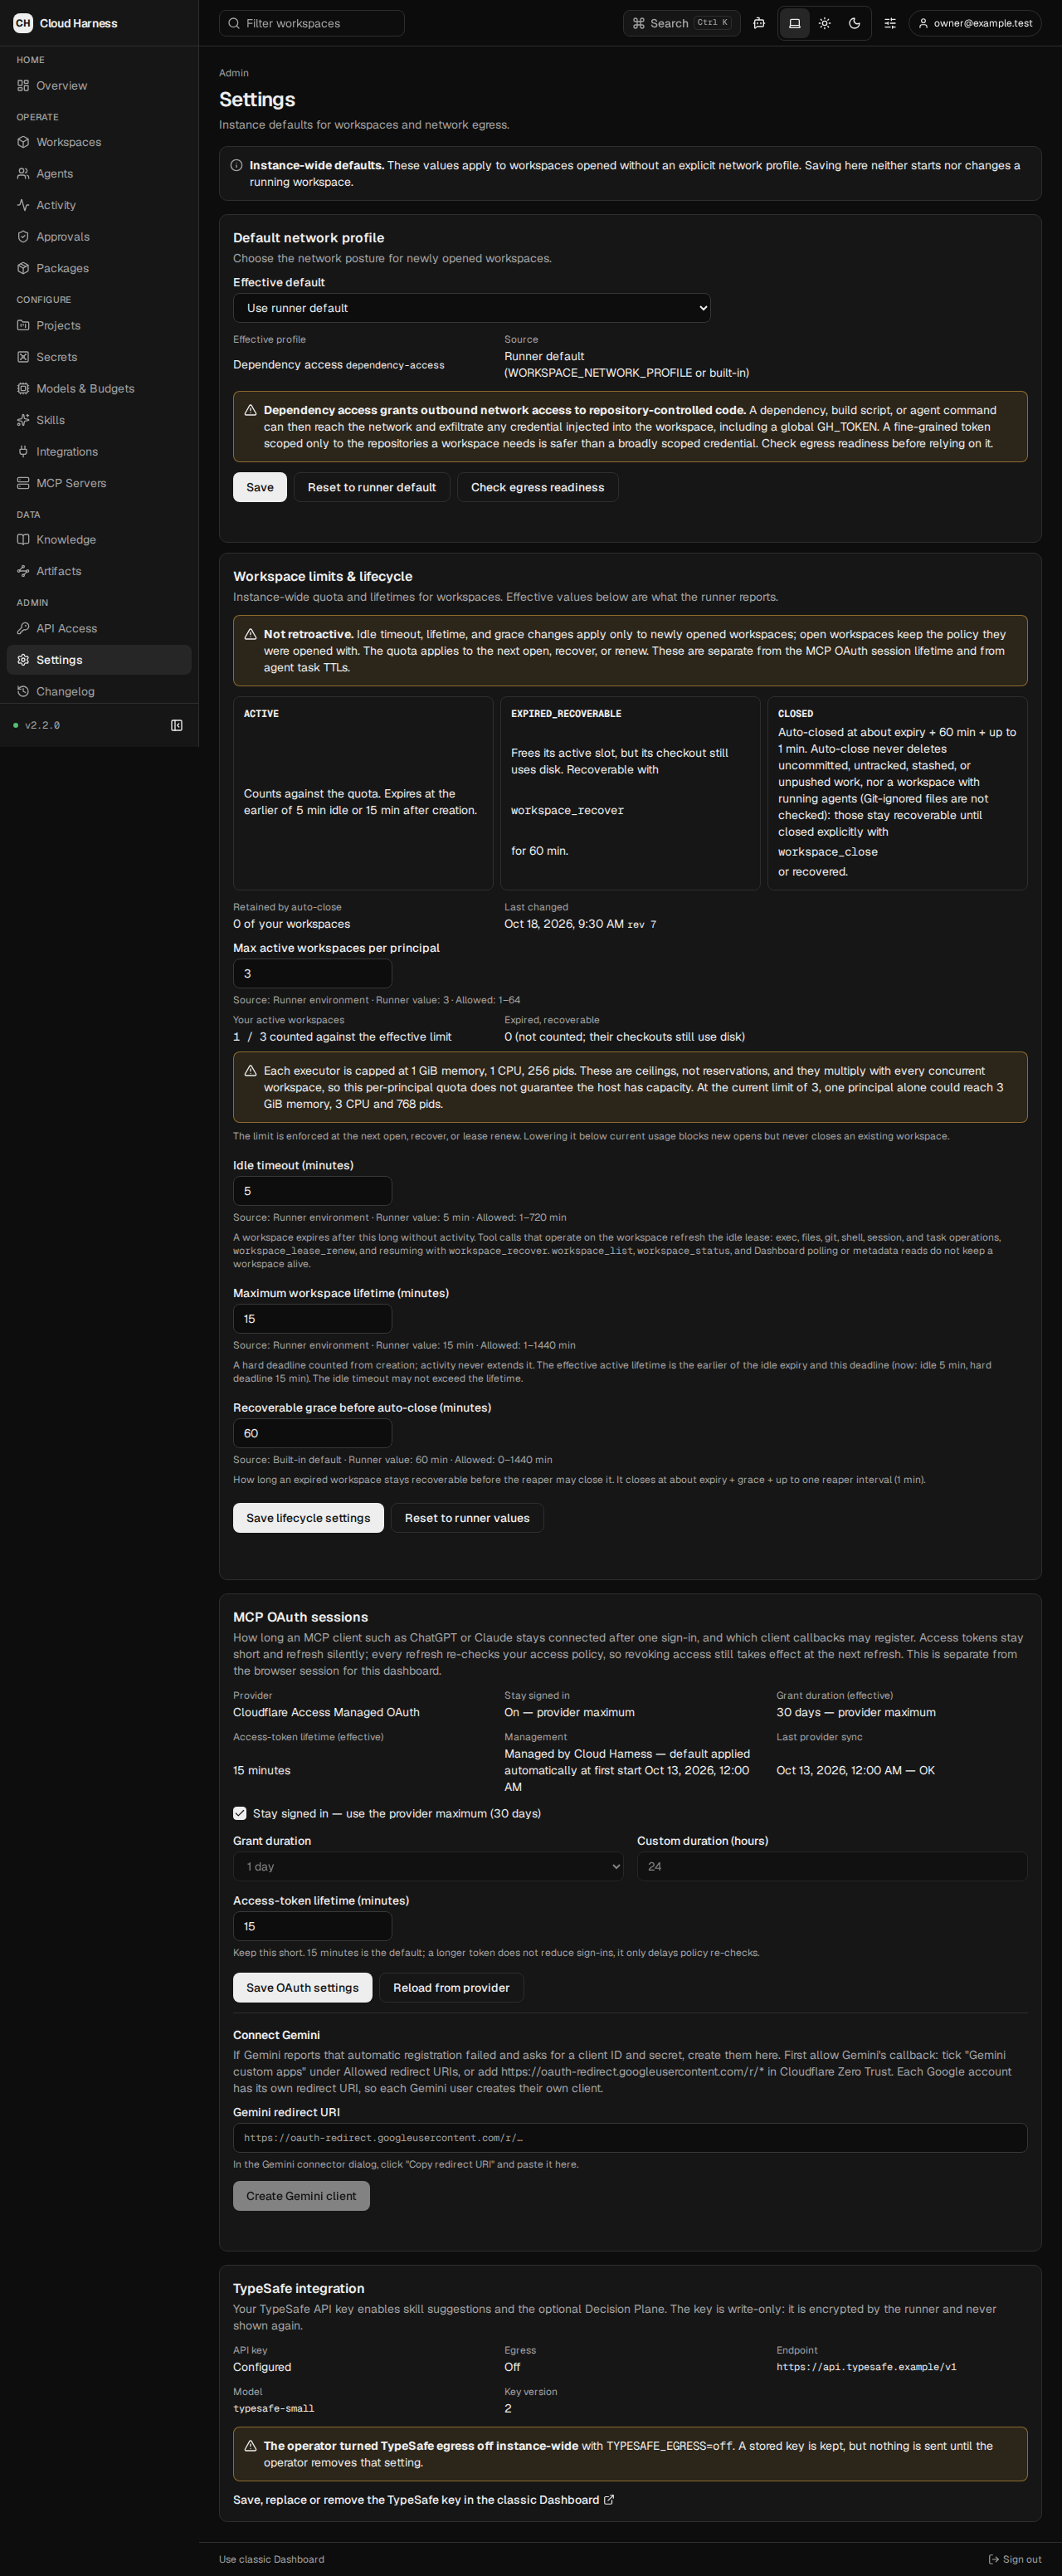 CH Cloud Harness
Filter workspaces
Search Ctrl K
owner@example.test
HOME
Overview
OPERATE
Workspaces
Agents
Activity
Approvals
Packages
CONFIGURE
Projects
Secrets
Models & Budgets
Skills
Integrations
MCP Servers
DATA
Knowledge
Artifacts
ADMIN
API Access
Settings
Changelog
v2.2.0
Admin
Settings
Instance defaults for workspaces and network egress.
Instance-wide defaults. These values apply to workspaces opened without an explicit network profile. Saving here neither starts nor changes a
running workspace.
Default network profile
Choose the network posture for newly opened workspaces.
Effective default
Use runner default
Effective profile
Dependency access dependency-access
Source
Runner default
(WORKSPACE_NETWORK_PROFILE or built-in)
Dependency access grants outbound network access to repository-controlled code. A dependency, build script, or agent command
can then reach the network and exfiltrate any credential injected into the workspace, including a global GH_TOKEN. A fine-grained token
scoped only to the repositories a workspace needs is safer than a broadly scoped credential. Check egress readiness before relying on it.
Save
Reset to runner default
Check egress readiness
Workspace limits & lifecycle
Instance-wide quota and lifetimes for workspaces. Effective values below are what the runner reports.
Not retroactive. Idle timeout, lifetime, and grace changes apply only to newly opened workspaces; open workspaces keep the policy they
were opened with. The quota applies to the next open, recover, or renew. These are separate from the MCP OAuth session lifetime and from
agent task TTLs.
ACTIVE
Counts against the quota. Expires at the
earlier of 5 min idle or 15 min after creation.
EXPIRED_RECOVERABLE
Frees its active slot, but its checkout still
uses disk. Recoverable with
workspace_recover
for 60 min.
CLOSED
Auto-closed at about expiry + 60 min + up to
1 min. Auto-close never deletes
uncommitted, untracked, stashed, or
unpushed work, nor a workspace with
running agents (Git-ignored files are not
checked): those stay recoverable until
closed explicitly with
workspace_close
or recovered.
Retained by auto-close
0 of your workspaces
Last changed
Oct 18, 2026, 9:30 AM rev 7
Max active workspaces per principal
3
Source: Runner environment · Runner value: 3 · Allowed: 1–64
Your active workspaces
1 / 3 counted against the effective limit
Expired, recoverable
0 (not counted; their checkouts still use disk)
Each executor is capped at 1 GiB memory, 1 CPU, 256 pids. These are ceilings, not reservations, and they multiply with every concurrent
workspace, so this per-principal quota does not guarantee the host has capacity. At the current limit of 3, one principal alone could reach 3
GiB memory, 3 CPU and 768 pids.
The limit is enforced at the next open, recover, or lease renew. Lowering it below current usage blocks new opens but never closes an existing workspace.
Idle timeout (minutes)
5
Source: Runner environment · Runner value: 5 min · Allowed: 1–720 min
A workspace expires after this long without activity. Tool calls that operate on the workspace refresh the idle lease: exec, files, git, shell, session, and task operations,
workspace_lease_renew, and resuming with workspace_recover. workspace_list, workspace_status, and Dashboard polling or metadata reads do not keep a
workspace alive.
Maximum workspace lifetime (minutes)
15
Source: Runner environment · Runner value: 15 min · Allowed: 1–1440 min
A hard deadline counted from creation; activity never extends it. The effective active lifetime is the earlier of the idle expiry and this deadline (now: idle 5 min, hard
deadline 15 min). The idle timeout may not exceed the lifetime.
Recoverable grace before auto-close (minutes)
60
Source: Built-in default · Runner value: 60 min · Allowed: 0–1440 min
How long an expired workspace stays recoverable before the reaper may close it. It closes at about expiry + grace + up to one reaper interval (1 min).
Save lifecycle settings
Reset to runner values
MCP OAuth sessions
How long an MCP client such as ChatGPT or Claude stays connected after one sign-in, and which client callbacks may register. Access tokens stay
short and refresh silently; every refresh re-checks your access policy, so revoking access still takes effect at the next refresh. This is separate from
the browser session for this dashboard.
Provider
Cloudflare Access Managed OAuth
Stay signed in
On — provider maximum
Grant duration (effective)
30 days — provider maximum
Access-token lifetime (effective)
15 minutes
Management
Managed by Cloud Harness — default applied
automatically at first start Oct 13, 2026, 12:00
AM
Last provider sync
Oct 13, 2026, 12:00 AM — OK
Stay signed in — use the provider maximum (30 days)
Grant duration
1 day
Custom duration (hours)
24
Access-token lifetime (minutes)
15
Keep this short. 15 minutes is the default; a longer token does not reduce sign-ins, it only delays policy re-checks.
Save OAuth settings
Reload from provider
Connect Gemini
If Gemini reports that automatic registration failed and asks for a client ID and secret, create them here. First allow Gemini's callback: tick "Gemini
custom apps" under Allowed redirect URIs, or add https://oauth-redirect.googleusercontent.com/r/* in Cloudflare Zero Trust. Each Google account
has its own redirect URI, so each Gemini user creates their own client.
Gemini redirect URI
https://oauth-redirect.googleusercontent.com/r/…
In the Gemini connector dialog, click "Copy redirect URI" and paste it here.
Create Gemini client
TypeSafe integration
Your TypeSafe API key enables skill suggestions and the optional Decision Plane. The key is write-only: it is encrypted by the runner and never
shown again.
API key
Configured
Egress
Off
Endpoint
https://api.typesafe.example/v1
Model
typesafe-small
Key version
2
The operator turned TypeSafe egress off instance-wide with TYPESAFE_EGRESS=off. A stored key is kept, but nothing is sent until the
operator removes that setting.
Save, replace or remove the TypeSafe key in the classic Dashboard
Use classic Dashboard
Sign out